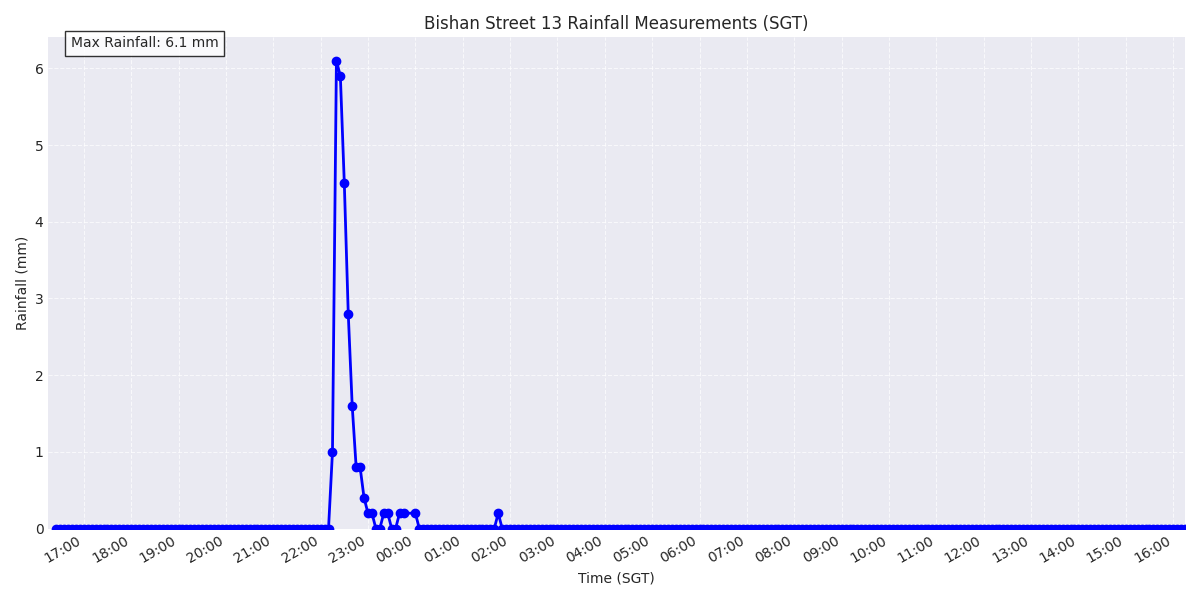 Bishan Street 13 Rainfall Measurements (SGT)
Max Rainfall: 6.1 mm
6
5
4
3
2
1
0
Rainfall (mm)
17:00 18:00 19:00 20:00 21:00 22:00 23:00 00:00 01:00 02:00 03:00 04:00 05:00 06:00 07:00 08:00 09:00 10:00 11:00 12:00 13:00 14:00 15:00 16:00
Time (SGT)